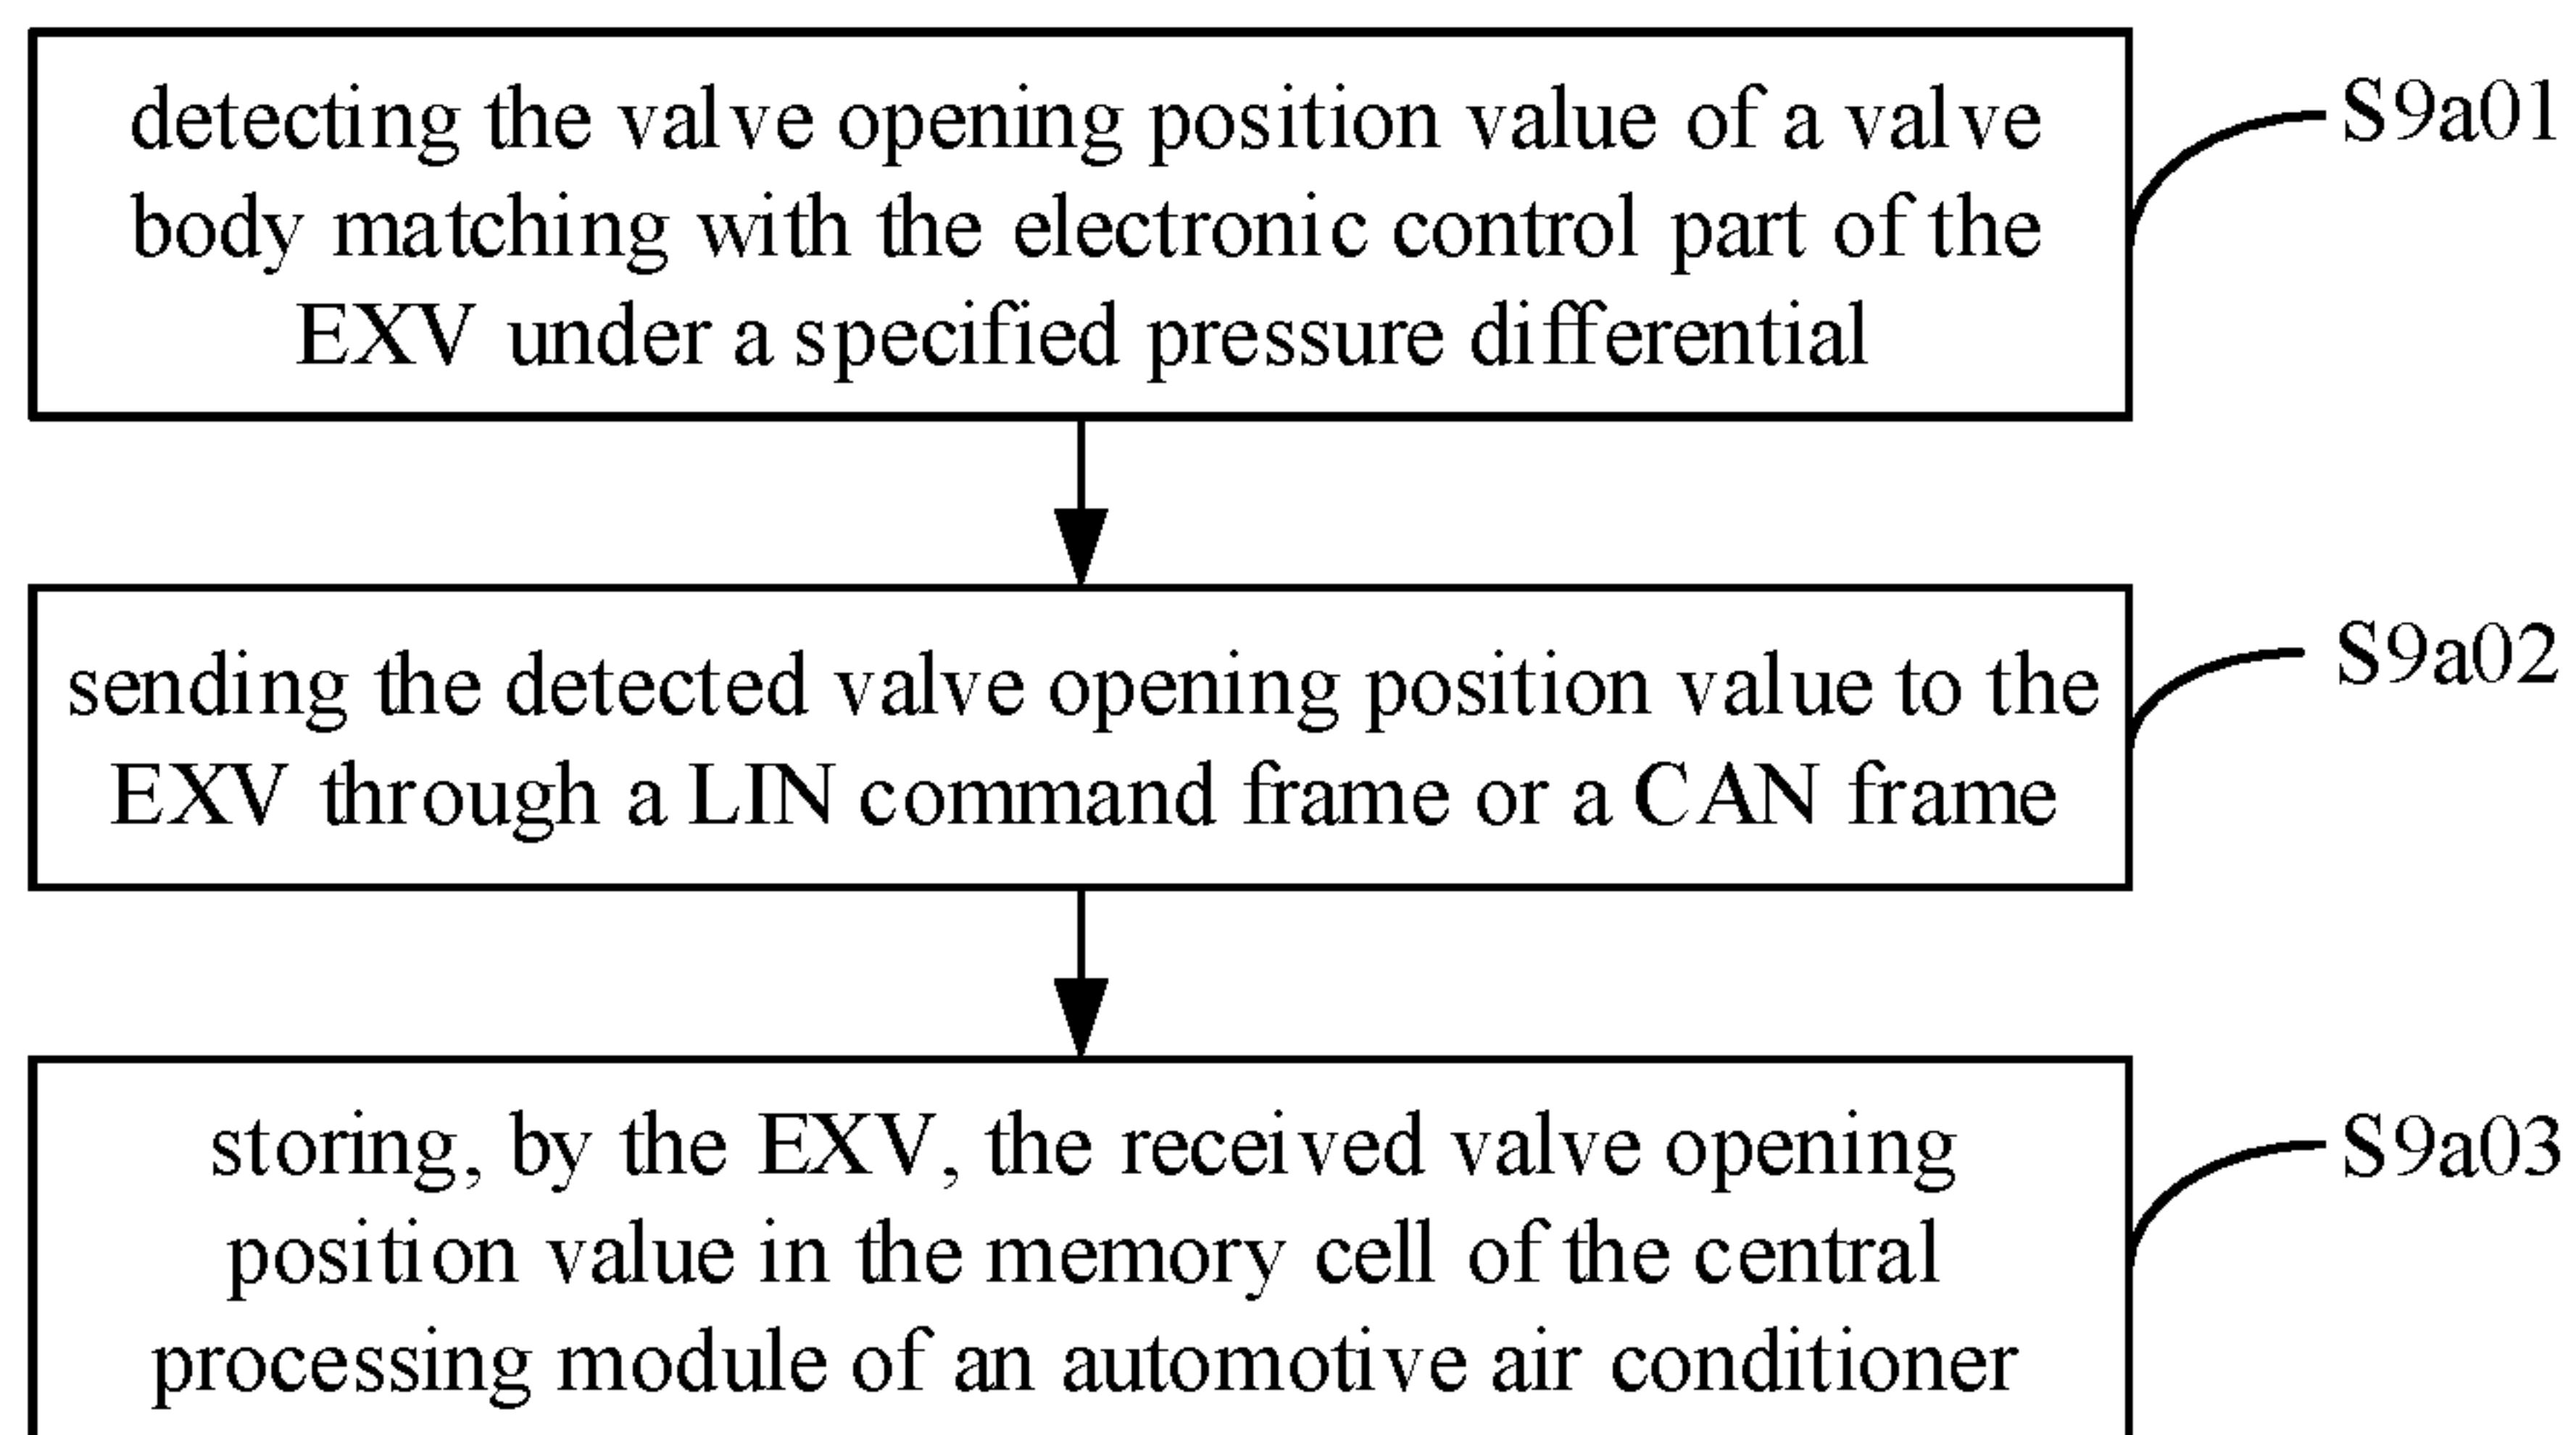 detecting the valve opening position value of a valve
body matching with the electronic control part of the
EXV under a specified pressure differential
S9a01
sending the detected valve opening position value to the
EXV through a LIN command frame or a CAN frame
S9a02
storing, by the EXV, the received valve opening
position value in the memory cell of the central
processing module of an automotive air conditioner
S9a03